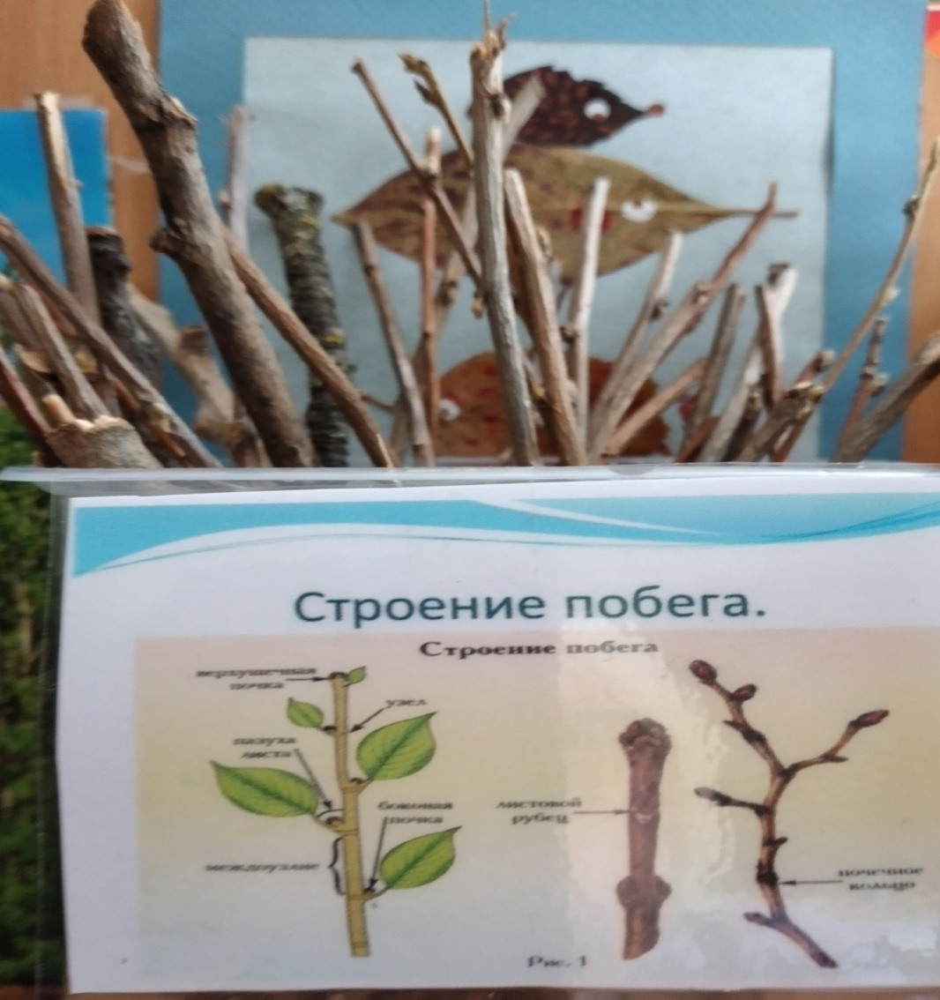 Строение побега.
Строение побега
верхушечная
почка
узел
пазуха
листа
боковая
почка
листовой
рубец
междоузлие
почечное
кольцо
Рис. 1